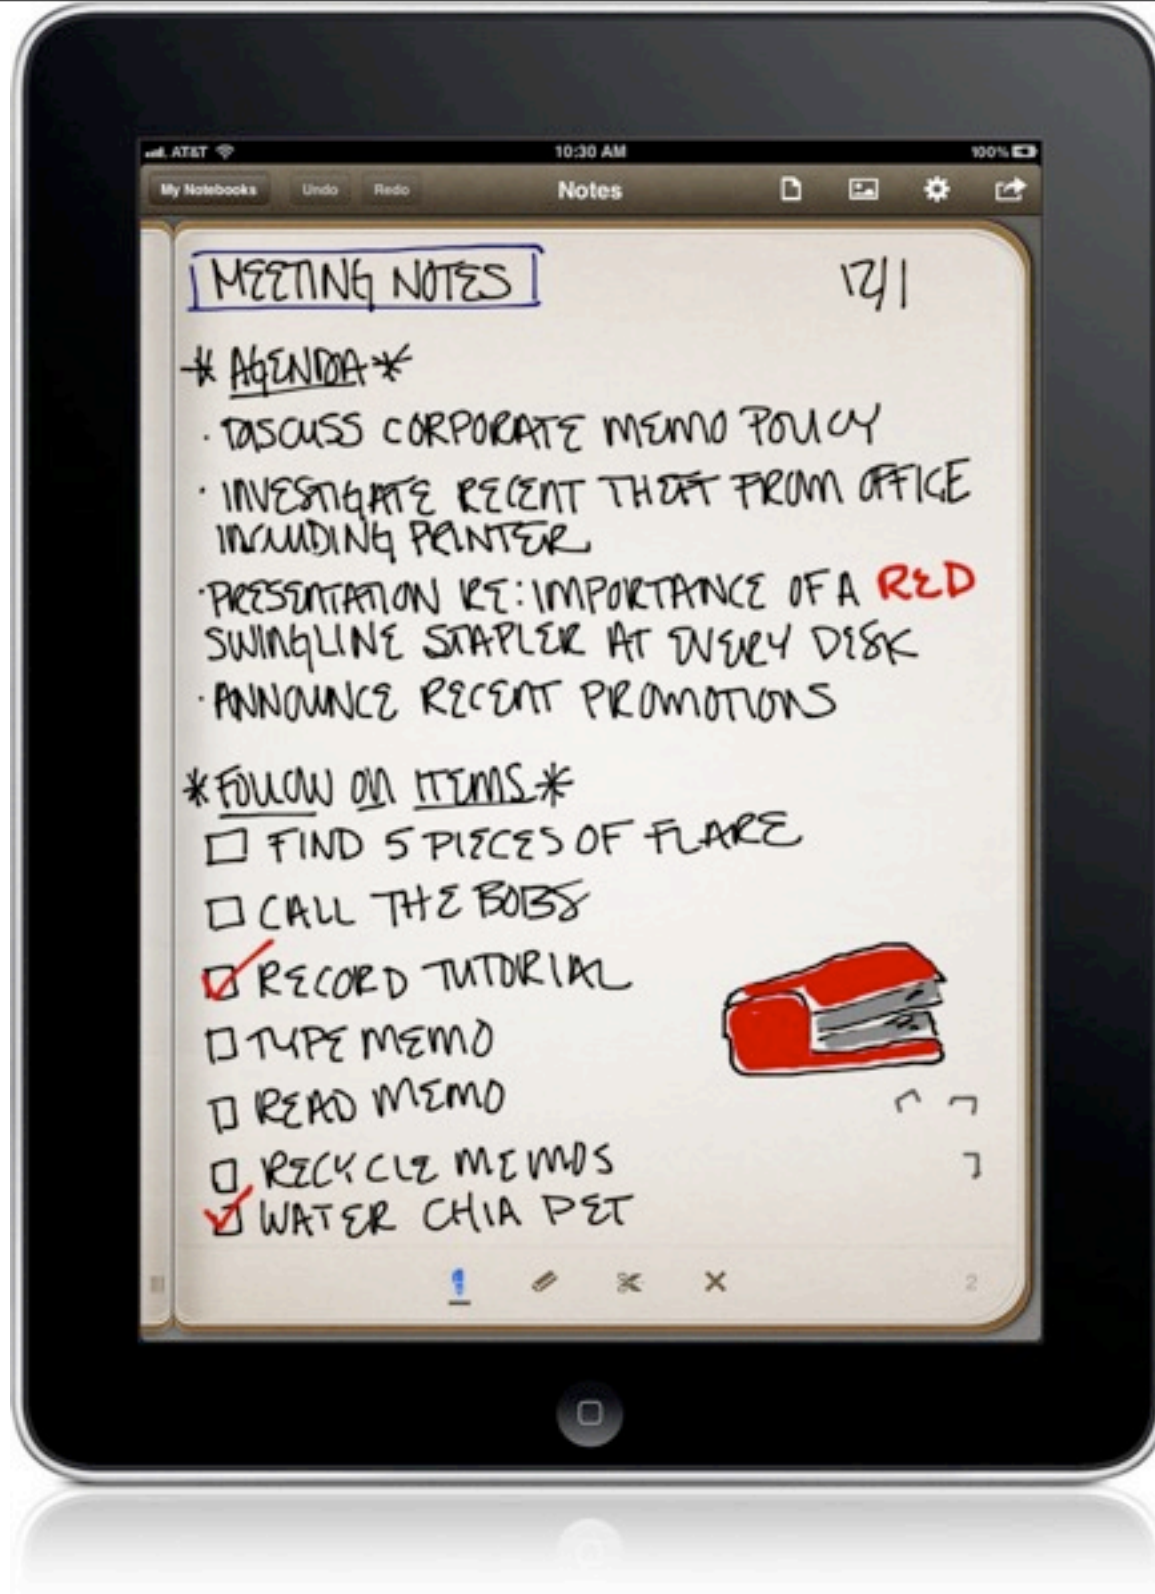 AT&T 10:30 AM 100%
My Notebooks Undo Redo Notes
MEETING NOTES 12/1
* AGENDA *
· DISCUSS CORPORATE MEMO POLICY
· INVESTIGATE RECENT THEFT FROM OFFICE
INCLUDING PRINTER
· PRESENTATION RE: IMPORTANCE OF A RED
SWINGLINE STAPLER AT EVERY DESK
· ANNOUNCE RECENT PROMOTIONS
* FOLLOW ON ITEMS *
☐ FIND 5 PIECES OF FLARE
☐ CALL THE BOBS
☑ RECORD TUTORIAL
☐ TYPE MEMO
☐ READ MEMO
☐ RECYCLE MEMOS
☑ WATER CHIA PET
2